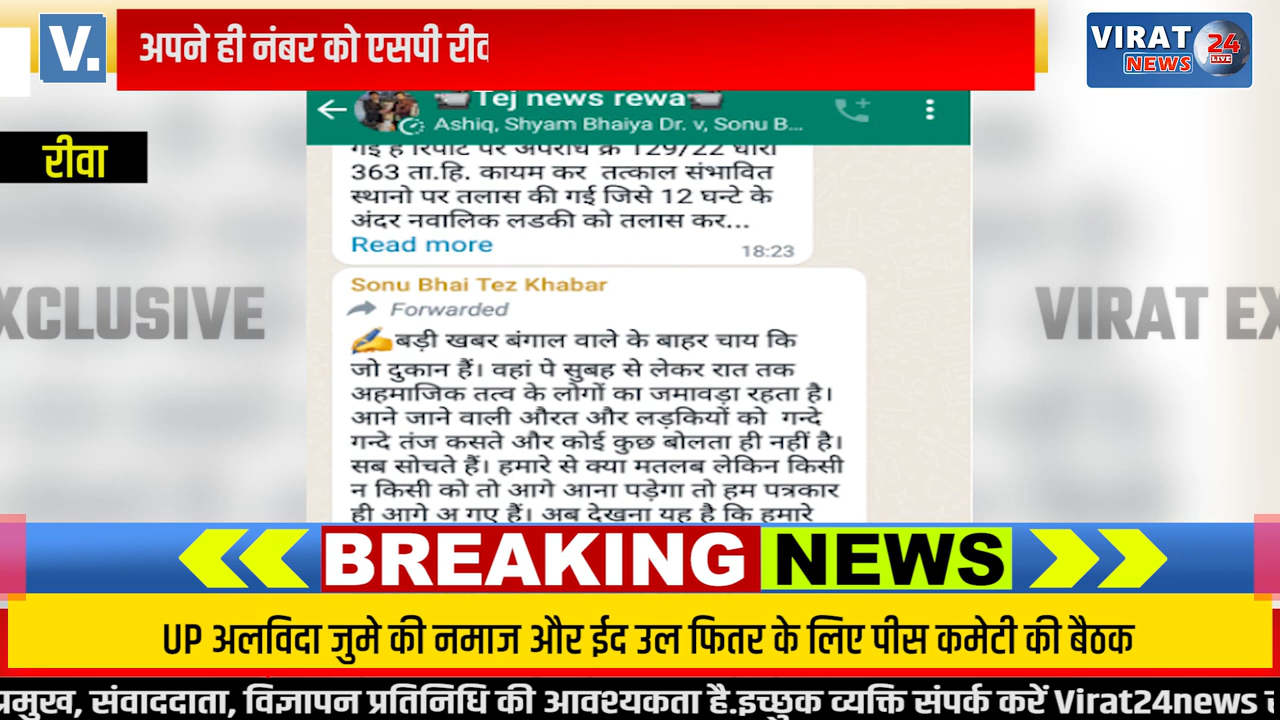 V.
अपने ही नंबर को एसपी
VIRAT
24
NEWS
LIVE
रीवा
Tej news rewa
Ashiq, Shyam Bhaiya Dr. v, Sonu B...
गई है रिपोर्ट पर अपराध क्र 129/22 धारा
363 ता.हि. कायम कर तत्काल संभावित
स्थानो पर तलास की गई जिसे 12 घन्टे के
अंदर नवालिक लडकी को तलास कर...
Read more
18:23
Sonu Bhai Tez Khabar
Forwarded
✍बड़ी खबर बंगाल वाले के बाहर चाय कि
जो दुकान हैं। वहां पे सुबह से लेकर रात तक
अहमाजिक तत्व के लोगों का जमावड़ा रहता है।
आने जाने वाली औरत और लड़कियों को गन्दे
गन्दे तंज कसते और कोई कुछ बोलता ही नहीं है।
सब सोचते हैं। हमारे से क्या मतलब लेकिन किसी
न किसी को तो आगे आना पड़ेगा तो हम पत्रकार
ही आगे अ गए हैं। अब देखना यह है कि हमारे
XCLUSIVE
VIRAT EX
BREAKING NEWS
UP अलविदा जुमे की नमाज और ईद उल फितर के लिए पीस कमेटी की बैठक
प्रमुख, संवाददाता, विज्ञापन प्रतिनिधि की आवश्यकता है.इच्छुक व्यक्ति संपर्क करें Virat24news